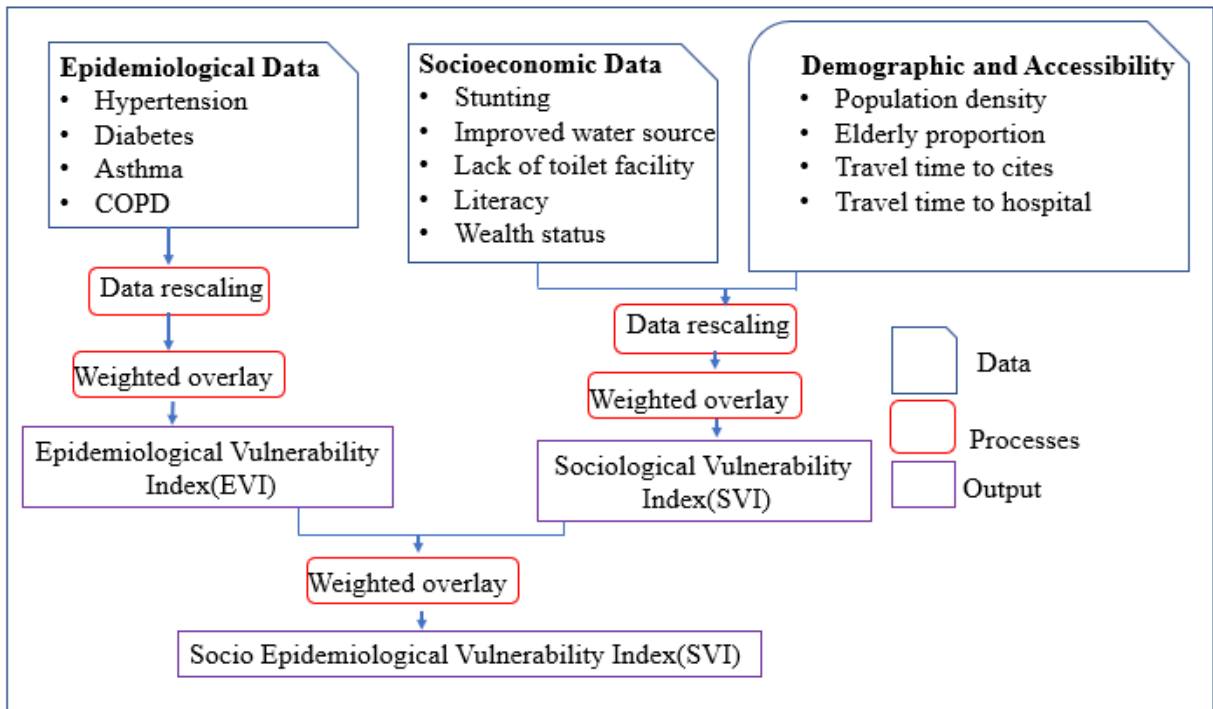 Epidemiological Data
• Hypertension
• Diabetes
• Asthma
• COPD
Socioeconomic Data
• Stunting
• Improved water source
• Lack of toilet facility
• Literacy
• Wealth status
Demographic and Accessibility
• Population density
• Elderly proportion
• Travel time to cites
• Travel time to hospital
Data rescaling
Weighted overlay
Epidemiological Vulnerability
Index(EVI)
Data rescaling
Weighted overlay
Sociological Vulnerability
Index(SVI)
Data
Processes
Output
Weighted overlay
Socio Epidemiological Vulnerability Index(SVI)